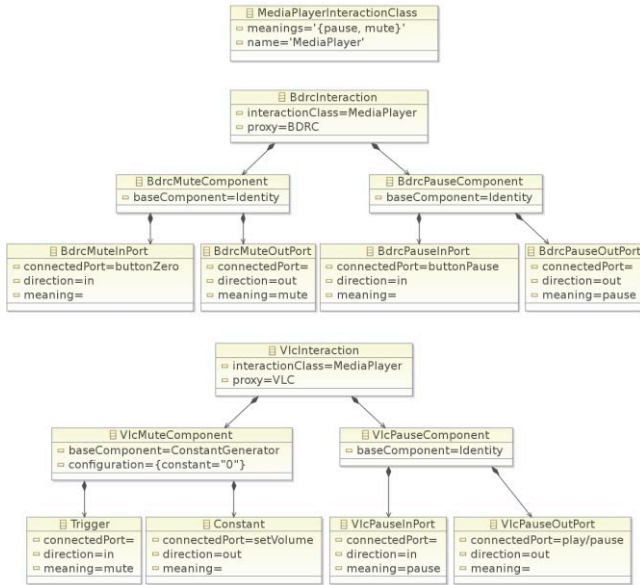 MediaPlayerInteractionClass
meanings='{pause, mute}'
name='MediaPlayer'
BdrcInteraction
interactionClass=MediaPlayer
proxy=BDRC
BdrcMuteComponent
baseComponent=Identity
BdrcPauseComponent
baseComponent=Identity
BdrcMuteInPort
connectedPort=buttonZero
direction=in
meaning=
BdrcMuteOutPort
connectedPort=
direction=out
meaning=mute
BdrcPauseInPort
connectedPort=buttonPause
direction=in
meaning=
BdrcPauseOutPort
connectedPort=
direction=out
meaning=pause
VlcInteraction
interactionClass=MediaPlayer
proxy=VLC
VlcMuteComponent
baseComponent=ConstantGenerator
configuration={constant="0"}
VlcPauseComponent
baseComponent=Identity
Trigger
connectedPort=
direction=in
meaning=mute
Constant
connectedPort=setVolume
direction=out
meaning=
VlcPauseInPort
connectedPort=
direction=in
meaning=pause
VlcPauseOutPort
connectedPort=play/pause
direction=out
meaning=